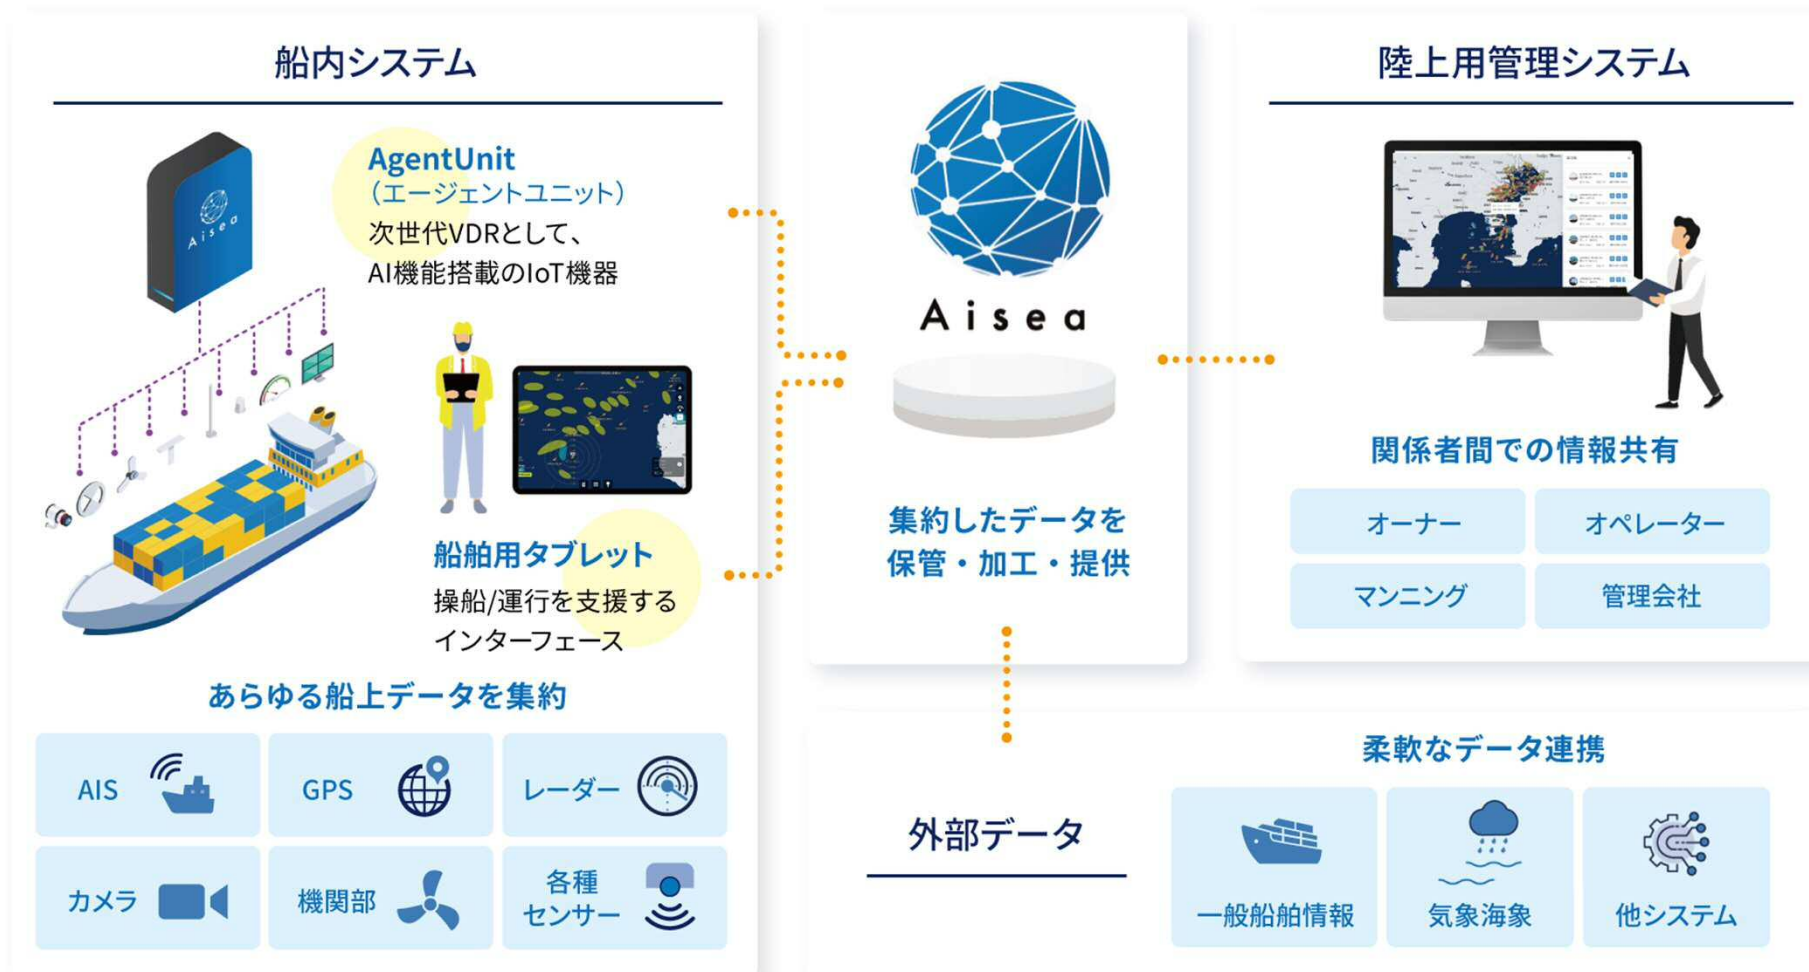 船内システム
AgentUnit
（エージェントユニット）
次世代VDRとして、
AI機能搭載のIoT機器
Aisea
船舶用タブレット
操船/運行を支援する
インターフェース
あらゆる船上データを集約
AIS
GPS
レーダー
カメラ
機関部
各種
センサー
Aisea
集約したデータを
保管・加工・提供
陸上用管理システム
関係者間での情報共有
オーナー
オペレーター
マンニング
管理会社
外部データ
柔軟なデータ連携
一般船舶情報
気象海象
他システム